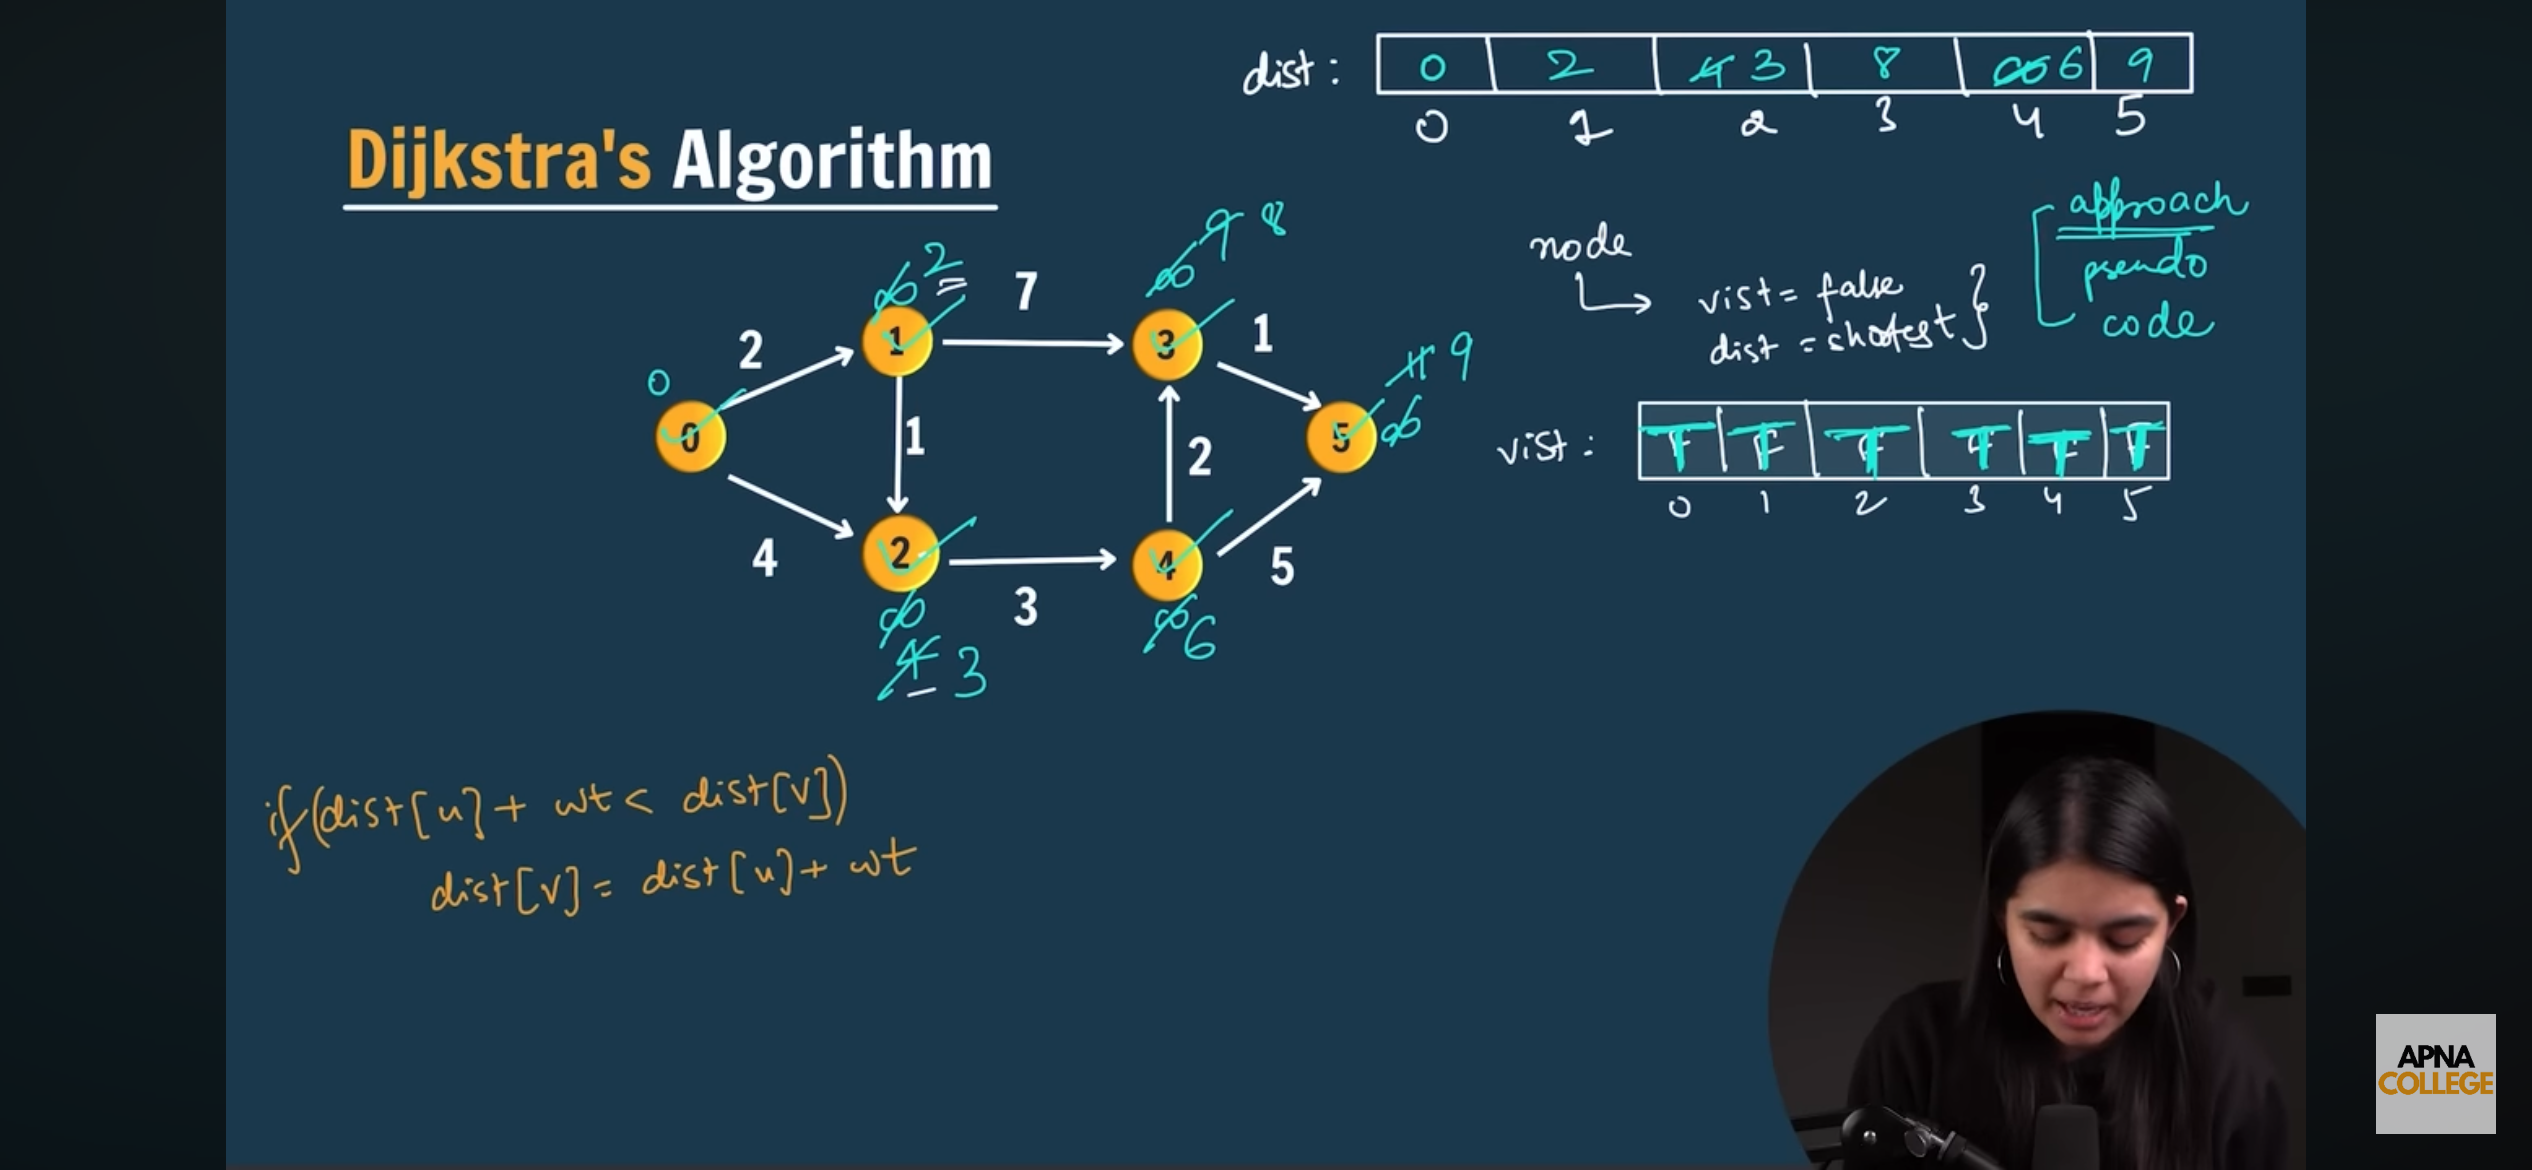 dist: 0 2 4 3 8 ∞ 6 9
0 1 2 3 4 5
Dijkstra's Algorithm
approach
pseudo
code
node
vist = false
dist = shotest
vist: T T T T T T
0 1 2 3 4 5
∞ 2
7
∞ 9 8
2
1
3
1
11 9
0
0
1
2
5
∞
4
2
3
4
5
∞
4 3
∞ 6
if(dist[u] + wt < dist[v])
dist[v] = dist[u] + wt
APNA
COLLEGE